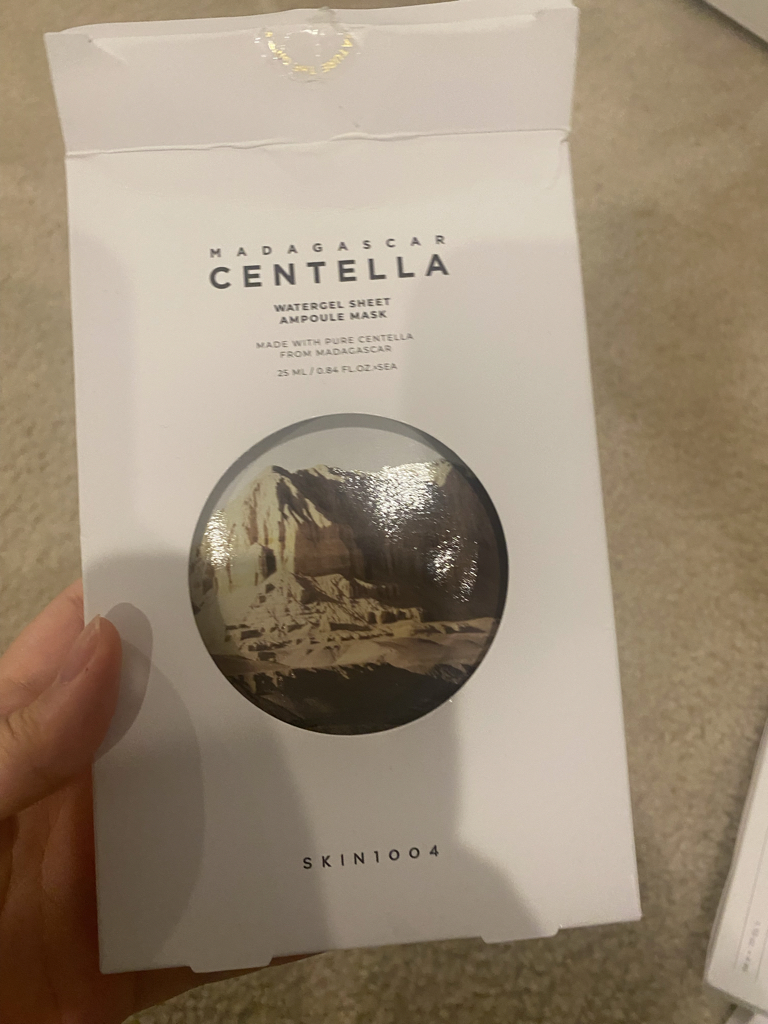 MADAGASCAR
CENTELLA
WATERGEL SHEET
AMPOULE MASK
MADE WITH PURE CENTELLA
FROM MADAGASCAR
25 ML / 0.84 FL.OZ.×5EA
SKIN1004